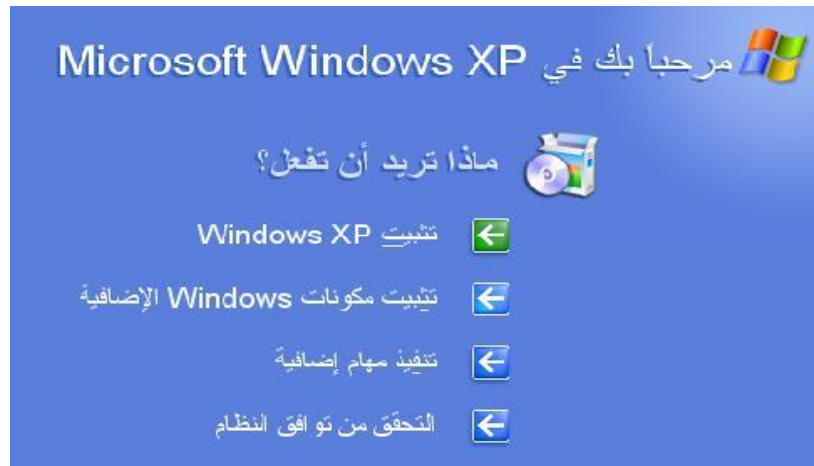 مرحباً بك في Microsoft Windows XP
ماذا تريد أن تفعل؟
تثبيت Windows XP
تثبيت مكونات Windows الإضافية
تنفيذ مهام إضافية
التحقق من توافق النظام